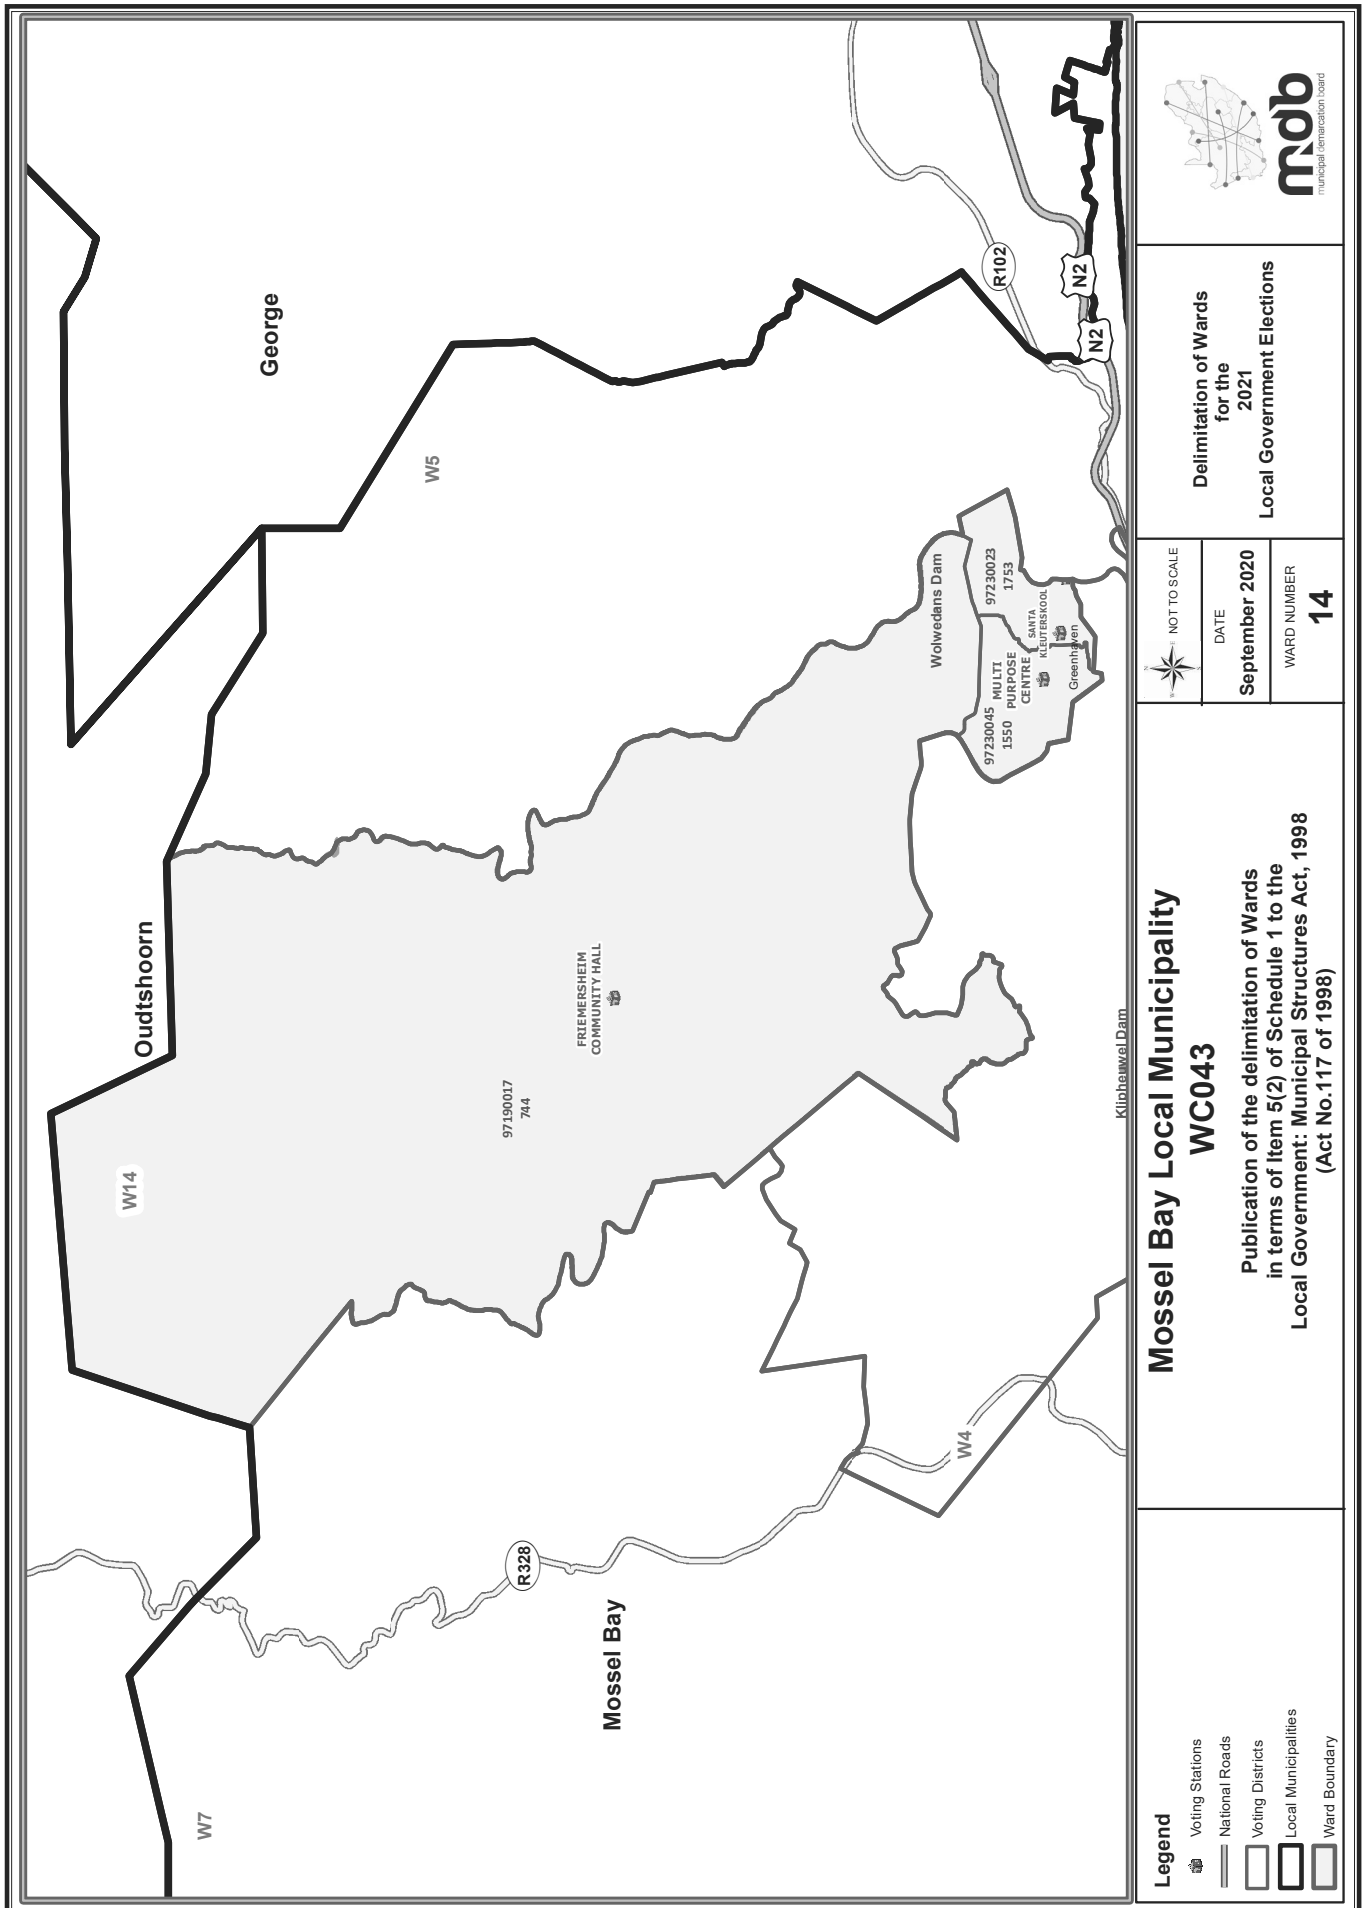 George
Oudtshoorn
W5
W14
W7
W4
Mossel Bay
R328
R102
N2
N2
Wolwedans Dam
97230023
1753
SANTA
KLEUTERSKOOL
MULTI
PURPOSE
CENTRE
97230045
1550
Greenhaven
FRIEMERSHEIM
COMMUNITY HALL
97190017
744
Klipheuwel Dam
Legend
Voting Stations
National Roads
Voting Districts
Local Municipalities
Ward Boundary
Mossel Bay Local Municipality
WC043
Publication of the delimitation of Wards
in terms of Item 5(2) of Schedule 1 to the
Local Government: Municipal Structures Act, 1998
(Act No.117 of 1998)
N
W
E
S
NOT TO SCALE
DATE
September 2020
WARD NUMBER
14
Delimitation of Wards
for the
2021
Local Government Elections
mdb
municipal demarcation board